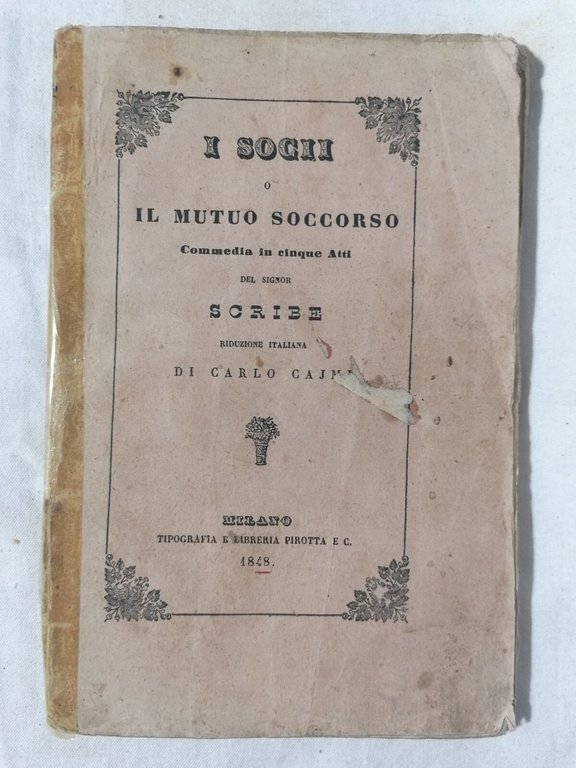 I SOCII
O
IL MUTUO SOCCORSO
Commedia in cinque Atti
DEL SIGNOR
SCRIBE
RIDUZIONE ITALIANA
DI CARLO CAJMI
MILANO
TIPOGRAFIA E LIBRERIA PIROTTA E C.
1848.